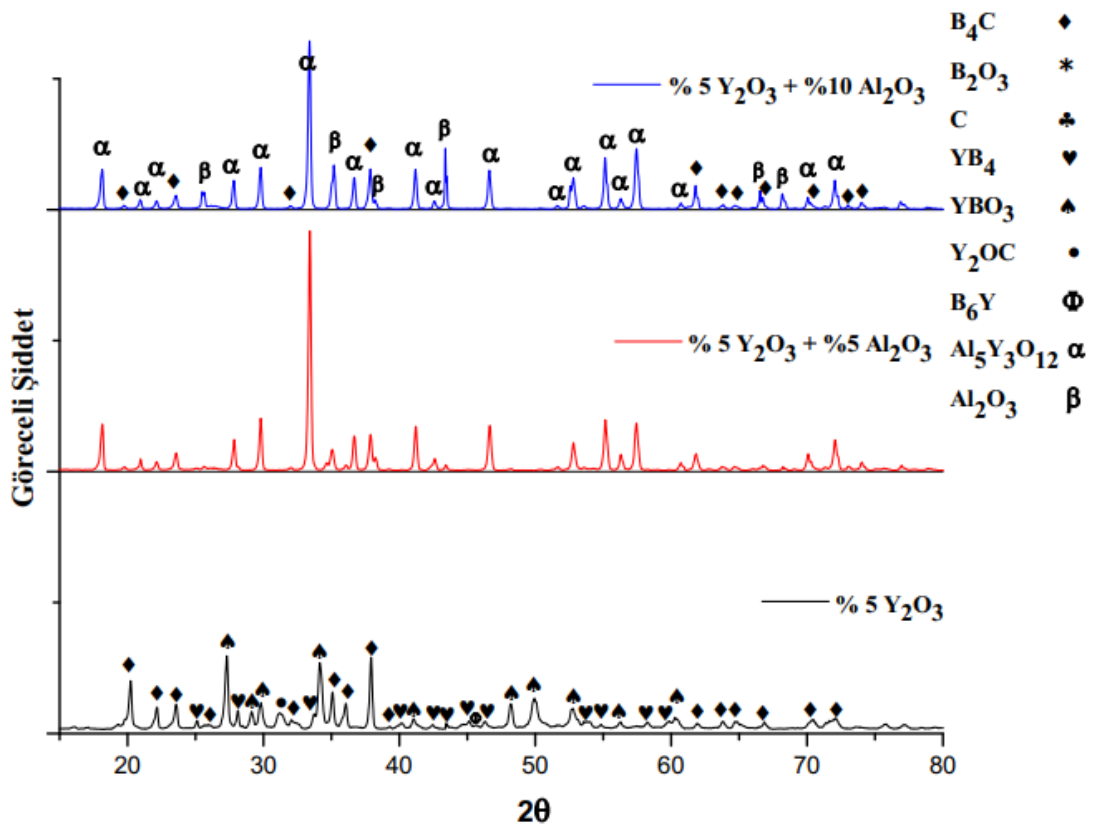 B4C ♦
B2O3 *
C ♣
YB4 ♥
YBO3 ♠
Y2OC •
B6Y Φ
Al5Y3O12 α
Al2O3 β
% 5 Y2O3 + %10 Al2O3
α α α ♦ α α ♦ β α α ♦ α β ♦ β α α β α α α α α α α ♦ ♦ ♦ β ♦ β α ♦ α ♦ ♦
% 5 Y2O3 + %5 Al2O3
% 5 Y2O3
♦ ♦ ♦ ♥ ♦ ♠ ♥ ♠ ♠ • ♦ ♥ ♠ ♦ ♦ ♦ ♦ ♥ ♠ ♥ ♥ ♥ Φ ♥ ♠ ♠ ♠ ♥ ♥ ♠ ♥ ♥ ♠ ♦ ♦ ♦ ♦ ♦ ♦
Göreceli Şiddet
20 30 40 50 60 70 80
2θ